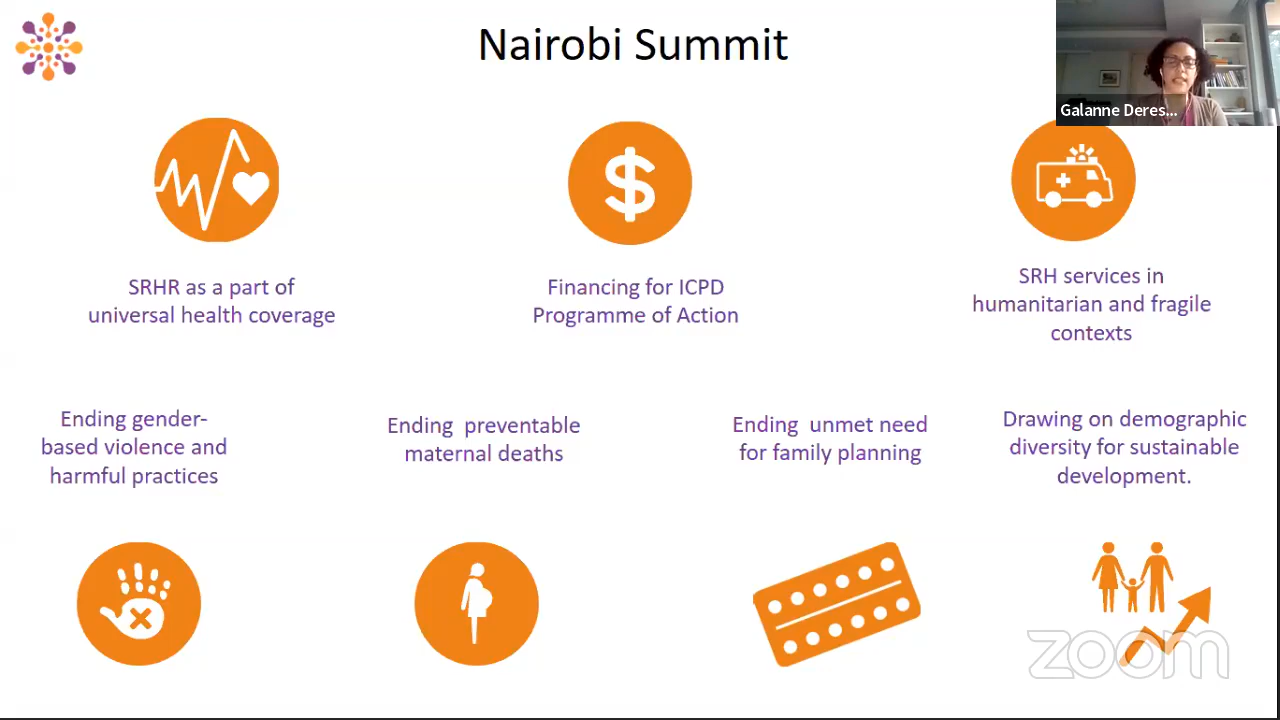 Nairobi Summit
Galanne Deres...
SRHR as a part of
universal health coverage
Financing for ICPD
Programme of Action
SRH services in
humanitarian and fragile
contexts
Ending gender-
based violence and
harmful practices
Ending preventable
maternal deaths
Ending unmet need
for family planning
Drawing on demographic
diversity for sustainable
development.
zoom